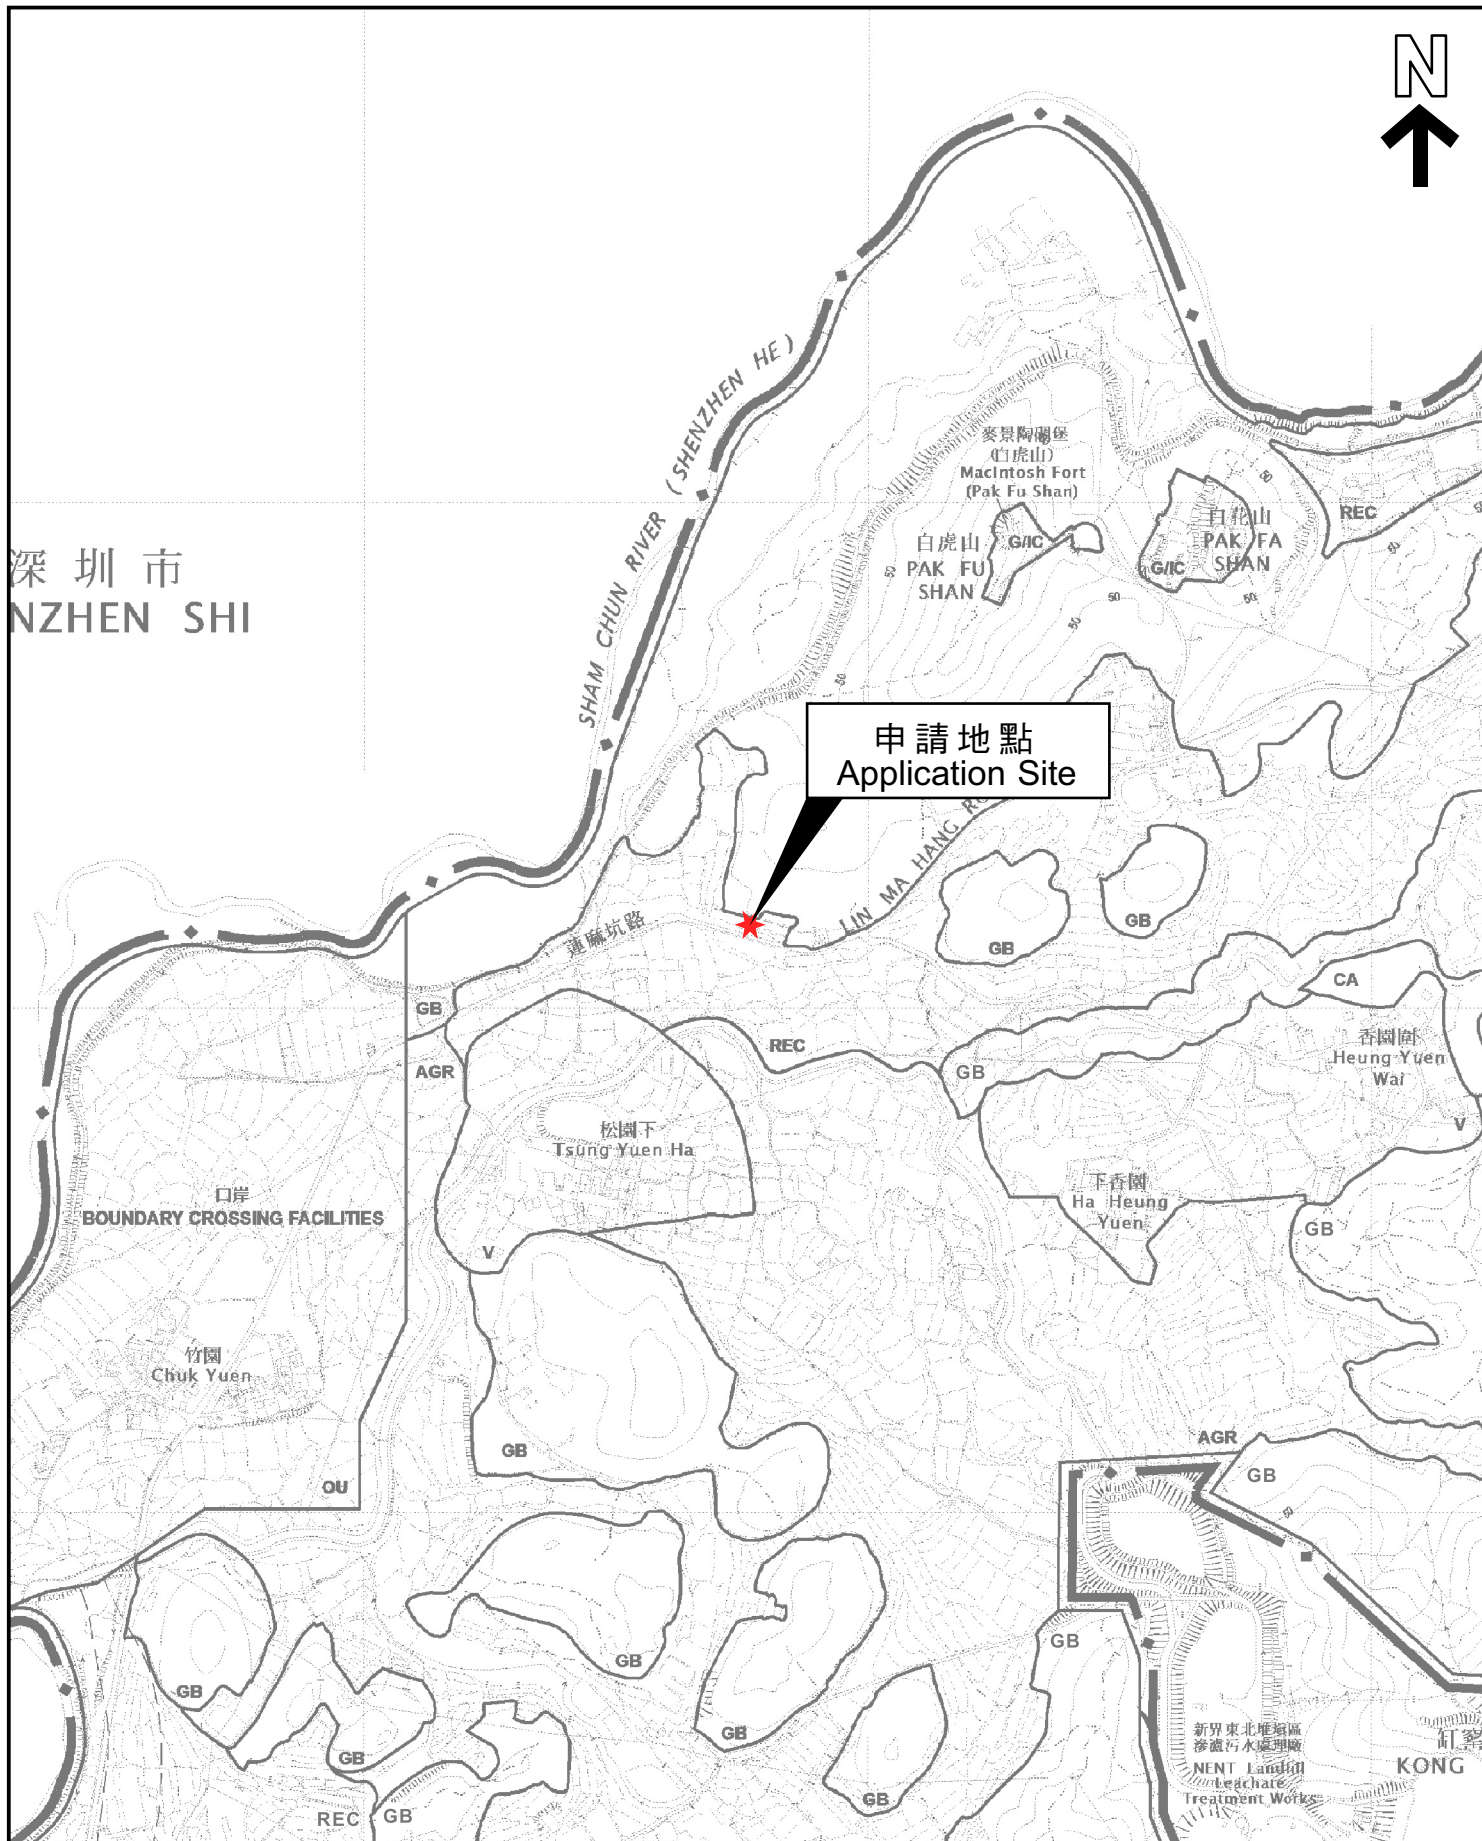 N
麥景陶碉堡
(白虎山)
MacIntosh Fort
(Pak Fu Shan)
50
白花山
PAK FA
SHAN
REC
50
G/IC
白虎山
PAK FU
SHAN
G/IC
50
50
50
50
50
深圳市
NZHEN SHI
SHAM CHUN RIVER (SHENZHEN HE)
申請地點
Application Site
LIN MA HANG RO
蓮麻坑路
GB
GB
CA
GB
REC
香園圍
Heung Yuen
Wai
AGR
GB
V
松園下
Tsung Yuen Ha
下香園
Ha Heung
Yuen
口岸
BOUNDARY CROSSING FACILITIES
GB
V
竹園
Chuk Yuen
GB
AGR
GB
OU
GB
GB
GB
GB
GB
新界東北堆填區
滲濾污水處理廠
NENT Landfill
Leachate
Treatment Works
KONG
GB
GB
REC
GB